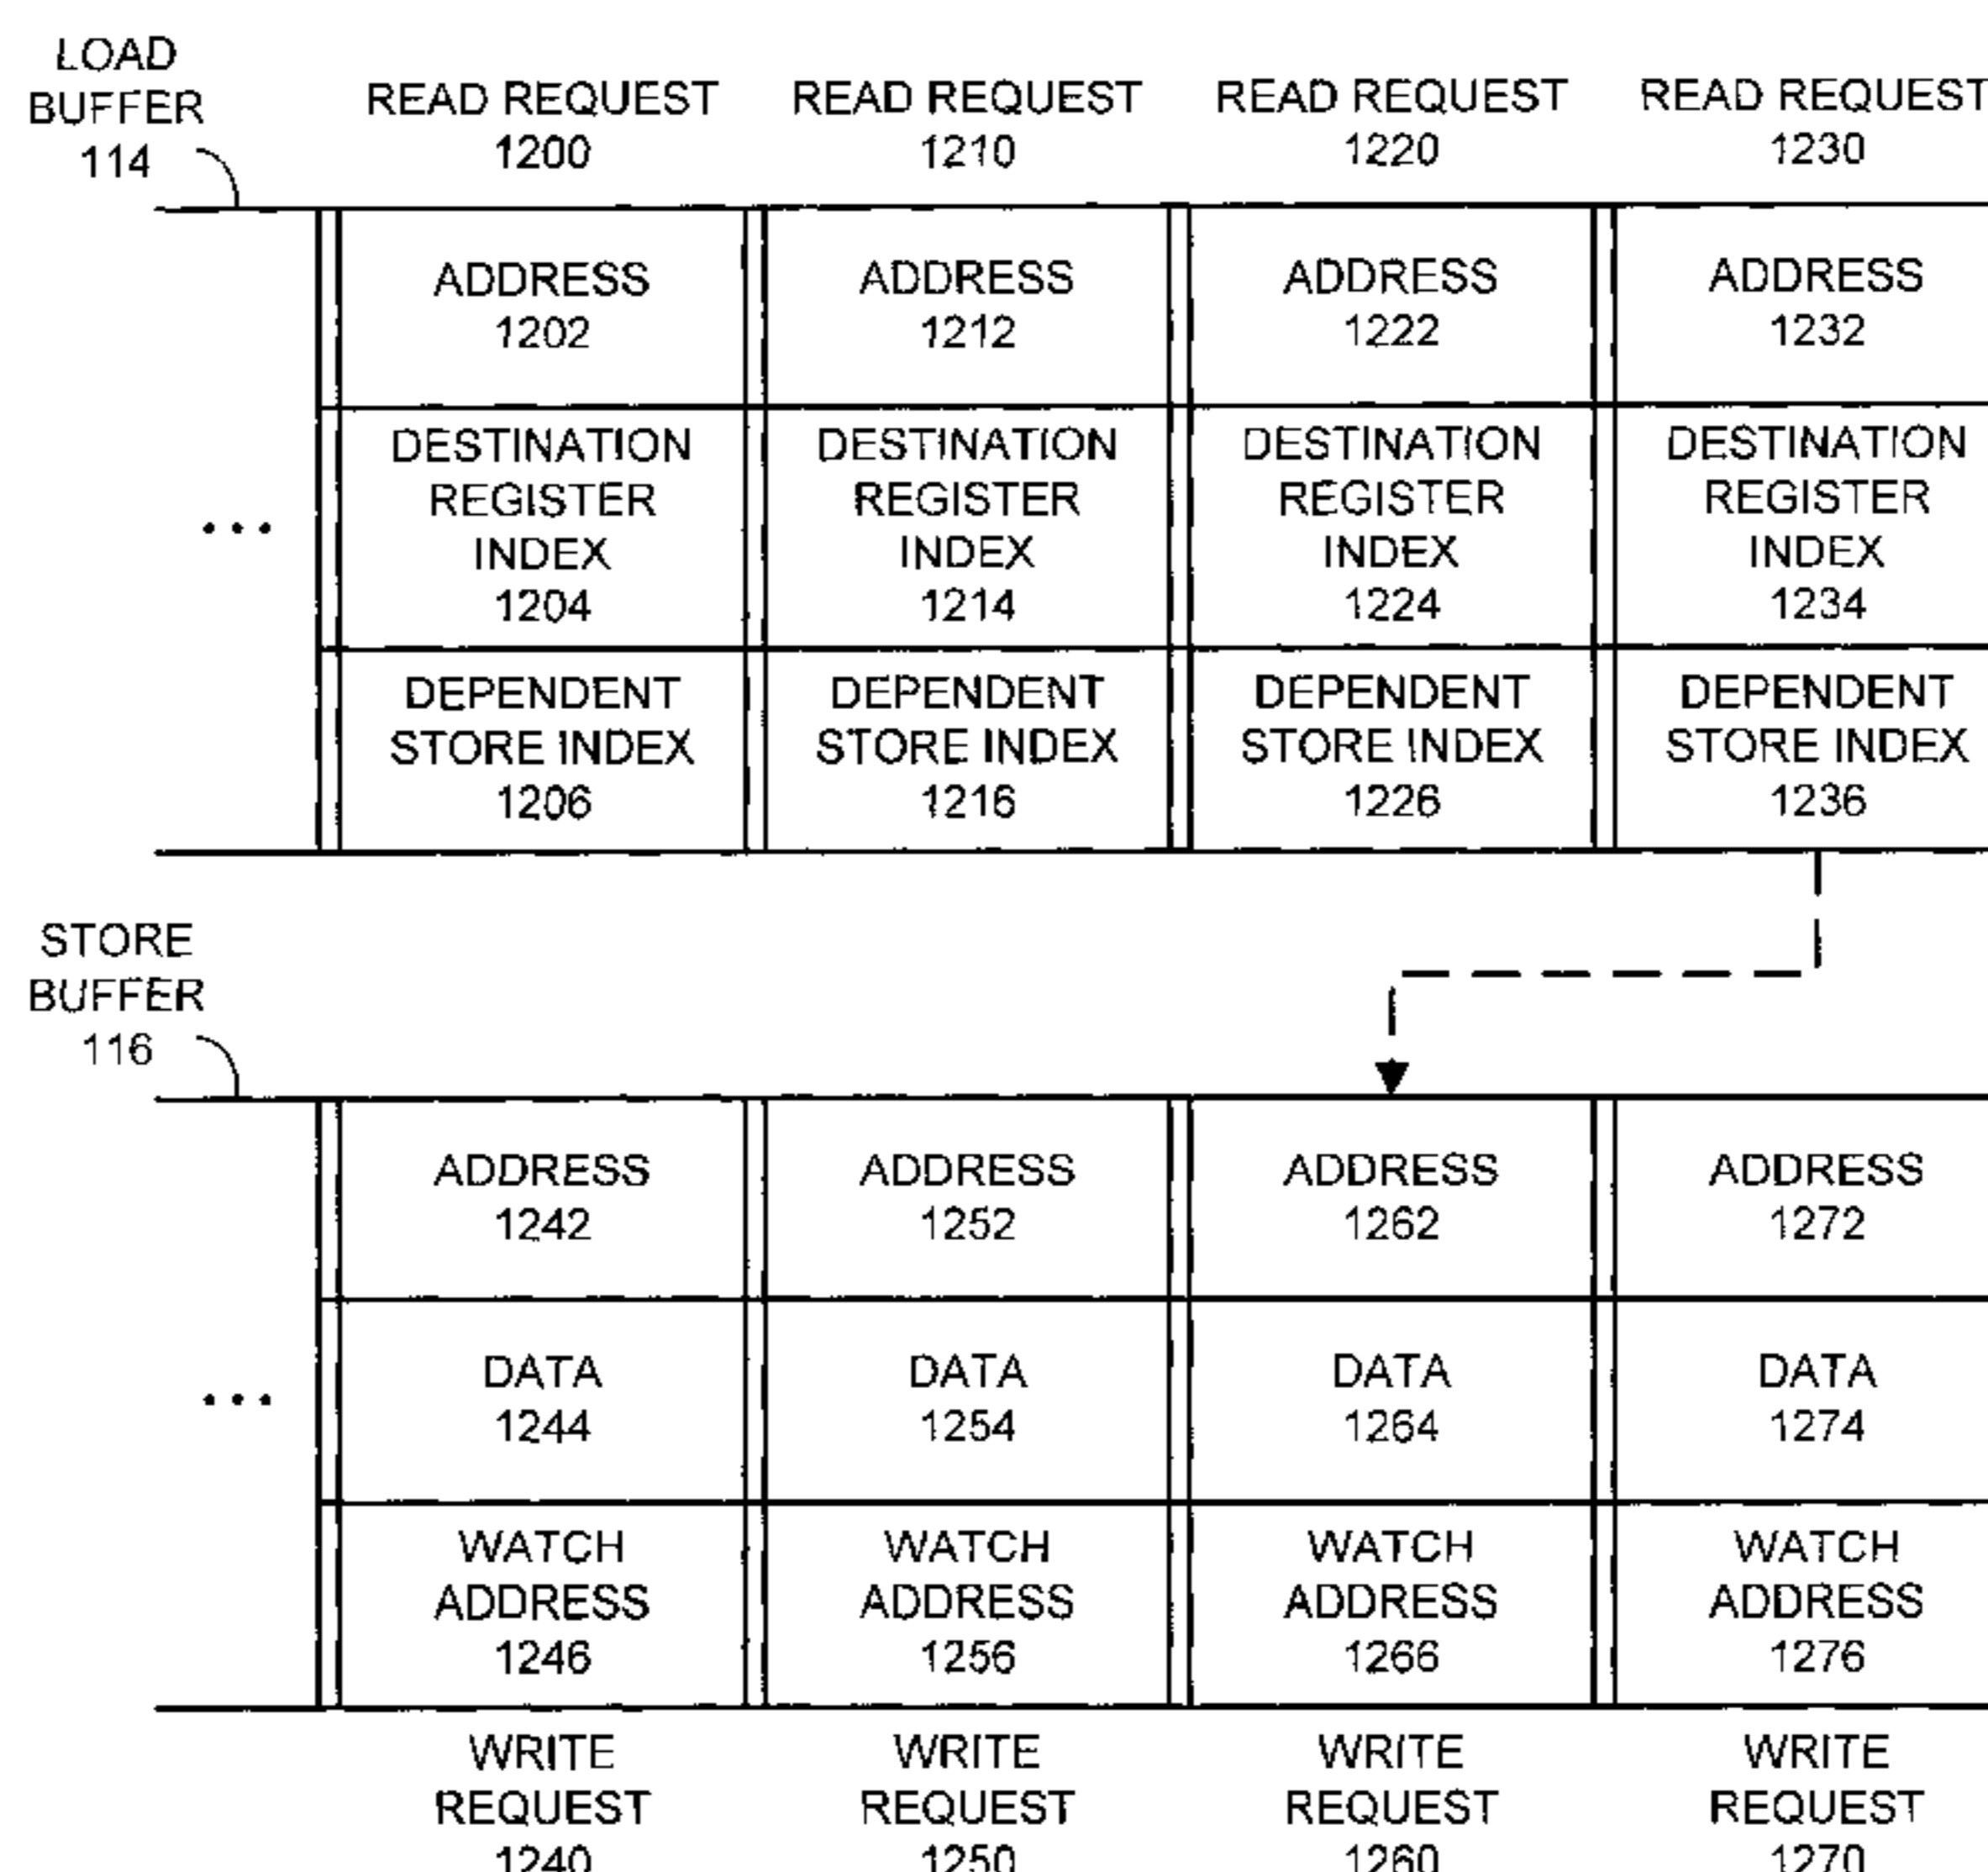 LOAD
BUFFER
114
READ REQUEST
1200
READ REQUEST
1210
READ REQUEST
1220
READ REQUEST
1230
ADDRESS
1202
ADDRESS
1212
ADDRESS
1222
ADDRESS
1232
...
DESTINATION
REGISTER
INDEX
1204
DESTINATION
REGISTER
INDEX
1214
DESTINATION
REGISTER
INDEX
1224
DESTINATION
REGISTER
INDEX
1234
DEPENDENT
STORE INDEX
1206
DEPENDENT
STORE INDEX
1216
DEPENDENT
STORE INDEX
1226
DEPENDENT
STORE INDEX
1236
STORE
BUFFER
116
ADDRESS
1242
ADDRESS
1252
ADDRESS
1262
ADDRESS
1272
...
DATA
1244
DATA
1254
DATA
1264
DATA
1274
WATCH
ADDRESS
1246
WATCH
ADDRESS
1256
WATCH
ADDRESS
1266
WATCH
ADDRESS
1276
WRITE
REQUEST
1240
WRITE
REQUEST
1250
WRITE
REQUEST
1260
WRITE
REQUEST
1270